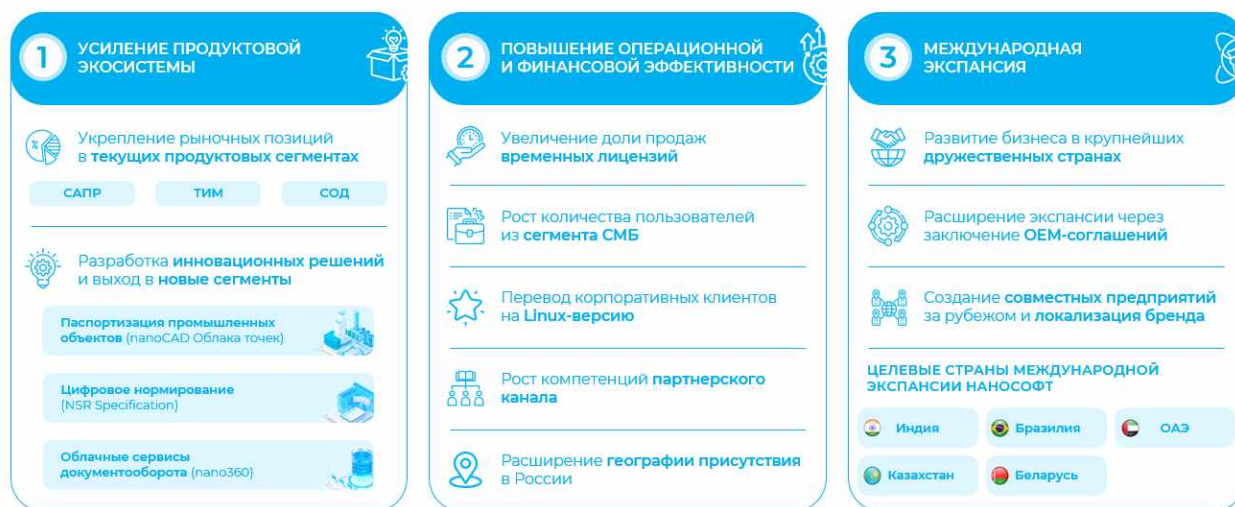 1
УСИЛЕНИЕ ПРОДУКТОВОЙ
ЭКОСИСТЕМЫ
Укрепление рыночных позиций
в текущих продуктовых сегментах
САПР
ТИМ
СОД
Разработка инновационных решений
и выход в новые сегменты
Паспортизация промышленных
объектов (nanoCAD Облака точек)
Цифровое нормирование
(NSR Specification)
Облачные сервисы
документооборота (nano360)
2
ПОВЫШЕНИЕ ОПЕРАЦИОННОЙ
И ФИНАНСОВОЙ ЭФФЕКТИВНОСТИ
Увеличение доли продаж
временных лицензий
Рост количества пользователей
из сегмента СМБ
Перевод корпоративных клиентов
на Linux-версию
Рост компетенций партнерского
канала
Расширение географии присутствия
в России
3
МЕЖДУНАРОДНАЯ
ЭКСПАНСИЯ
Развитие бизнеса в крупнейших
дружественных странах
Расширение экспансии через
заключение OEM-соглашений
Создание совместных предприятий
за рубежом и локализация бренда
ЦЕЛЕВЫЕ СТРАНЫ МЕЖДУНАРОДНОЙ
ЭКСПАНСИИ НАНОСОФТ
Индия
Бразилия
ОАЭ
Казахстан
Беларусь